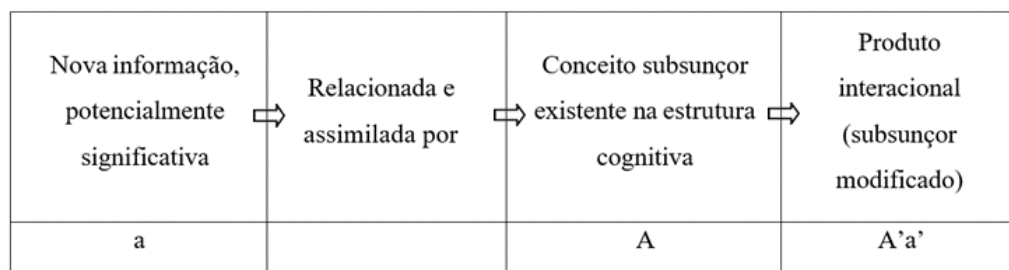 Nova informação,
potencialmente
significativa
Relacionada e
assimilada por
Conceito subsunçor
existente na estrutura
cognitiva
Produto
interacional
(subsunçor
modificado)
a
A
A’a’